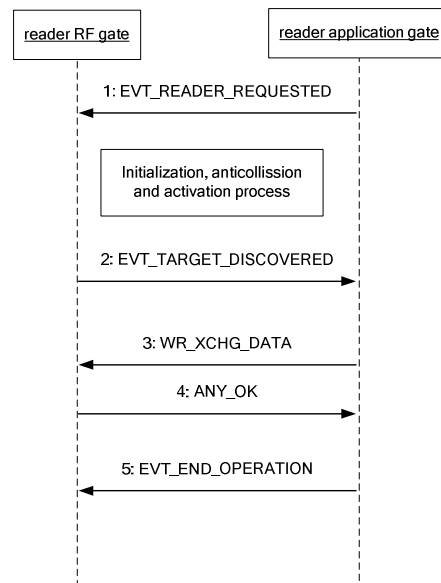 reader RF gate
reader application gate
1: EVT_READER_REQUESTED
Initialization, anticollission
and activation process
2: EVT_TARGET_DISCOVERED
3: WR_XCHG_DATA
4: ANY_OK
5: EVT_END_OPERATION